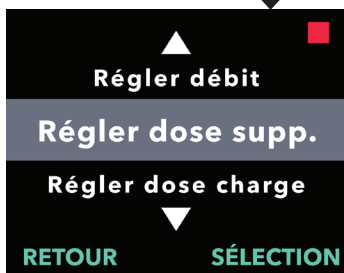 Régler débit
Régler dose supp.
Régler dose charge
RETOUR SÉLECTION